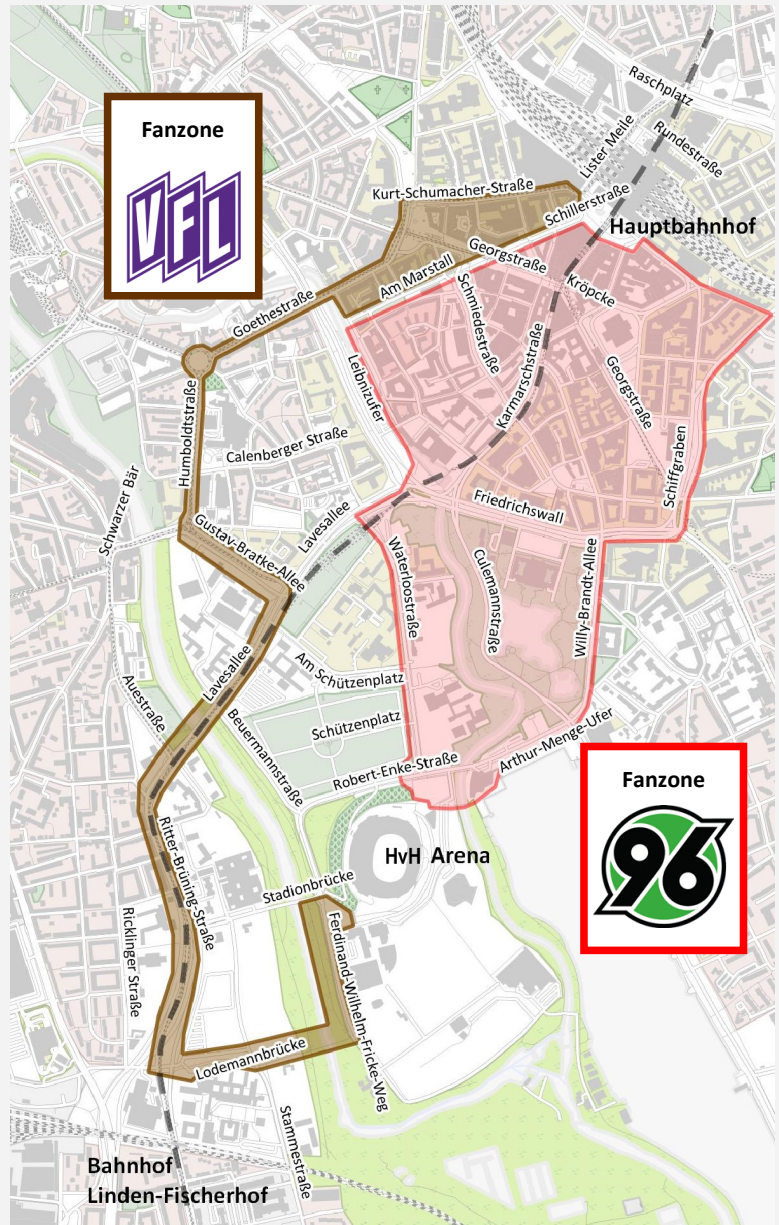 Raschplatz
Fanzone
VFL
Rundestraße
Lister Meile
Kurt-Schumacher-Straße
Schillerstraße
Hauptbahnhof
Georgstraße
Am Marstall
Kröpcke
Schmiedestraße
Goethestraße
Leibnizufer
Karmarschstraße
Georgstraße
Humboldtstraße
Calenberger Straße
Schiffgraben
Schwarzer Bär
Friedrichswall
Lavesallee
Gustav-Bratke-Allee
Waterloostraße
Culemannstraße
Willy-Brandt-Allee
Lavesallee
Am Schützenplatz
Auestraße
Beuermannstraße
Schützenplatz
Arthur-Menge-Ufer
Robert-Enke-Straße
Fanzone
96
HvH Arena
Ritter-Brüning-Straße
Stadionbrücke
Ricklinger Straße
Ferdinand-Wilhelm-Fricke-Weg
Lodemannbrücke
Stammestraße
Bahnhof
Linden-Fischerhof